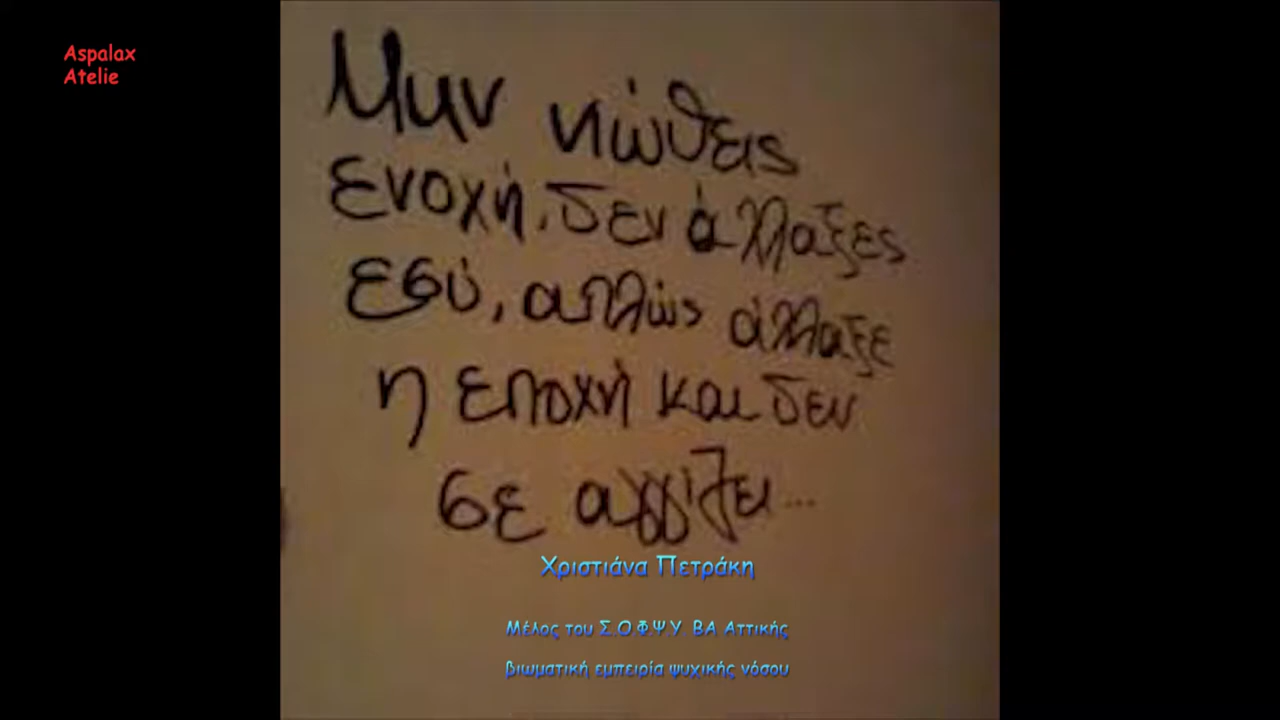 Aspalax
Atelie
Μην νιώθεις
ενοχή, δεν άλλαξες
εσύ, απλώς άλλαξε
η εποχή και δεν
σε αγγίζει...
Χριστιάνα Πετράκη
Μέλος του Σ.Ο.Φ.Ψ.Υ ΒΑ Αττικής
βιωματική εμπειρία ψυχικής νόσου